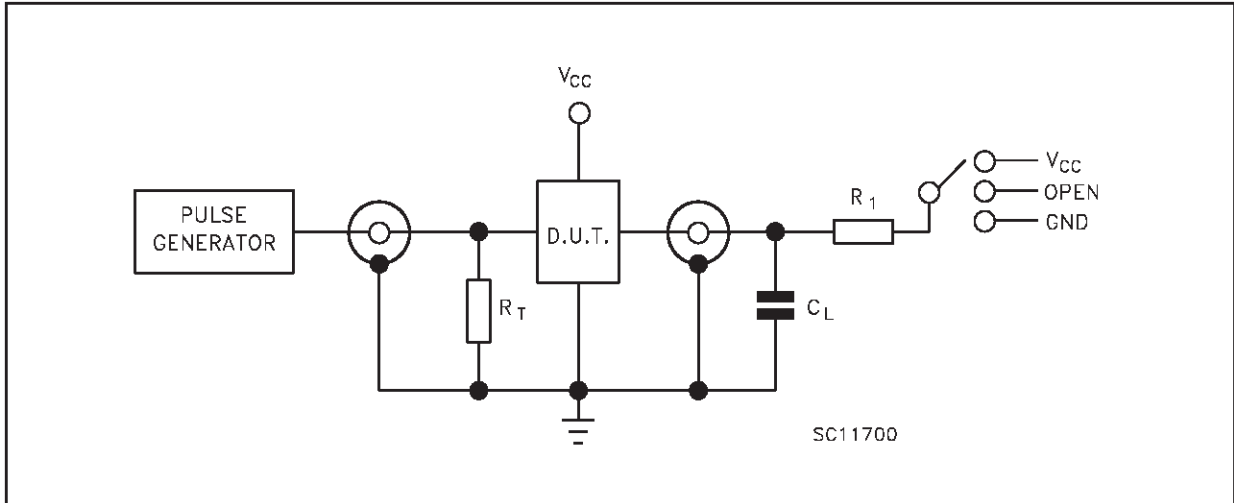 VCC
PULSE
GENERATOR
D.U.T.
RT
CL
R1
VCC
OPEN
GND
SC11700